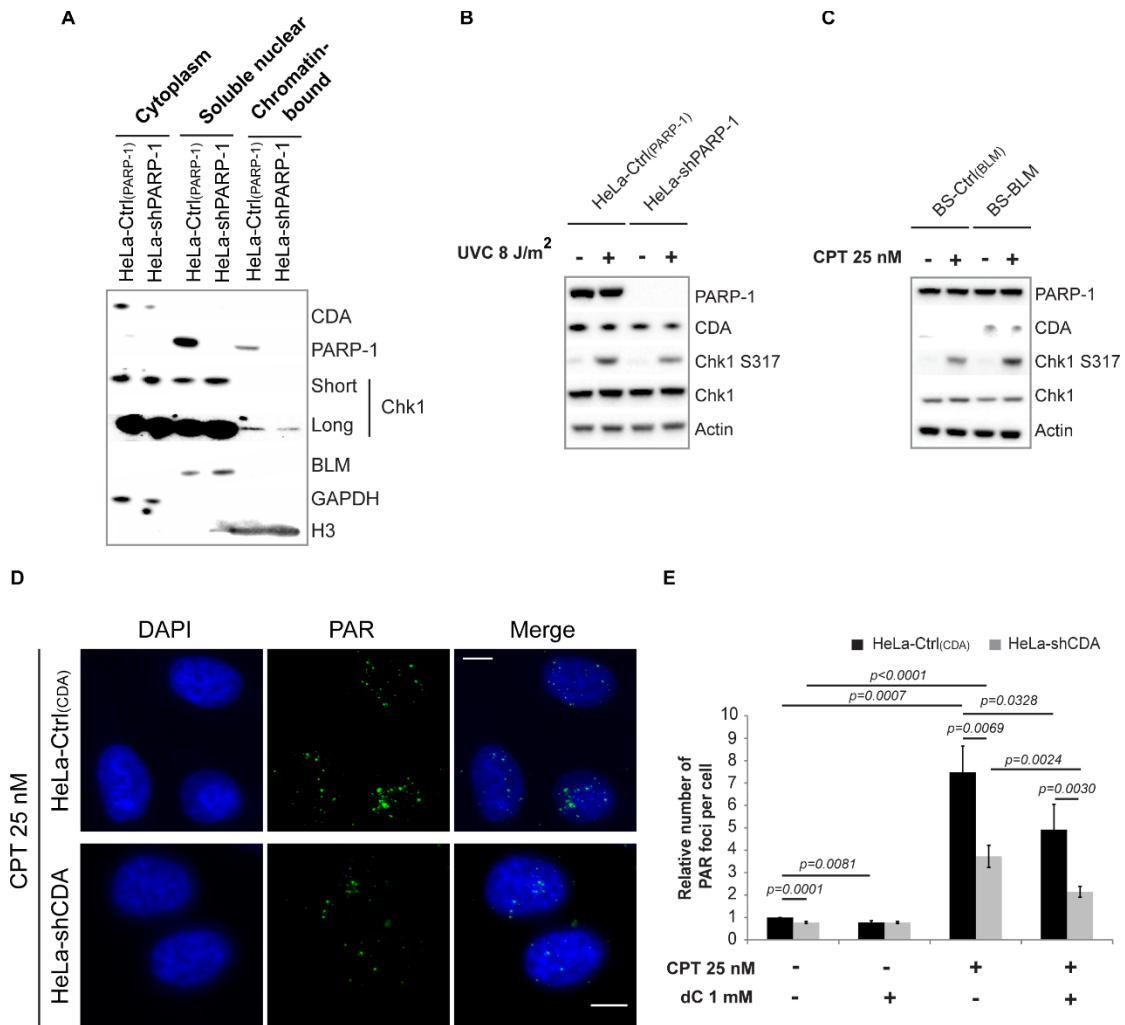 A
Cytoplasm
Soluble nuclear
Chromatin-
bound
HeLa-Ctrl(PARP-1)
HeLa-shPARP-1
HeLa-Ctrl(PARP-1)
HeLa-shPARP-1
HeLa-Ctrl(PARP-1)
HeLa-shPARP-1
CDA
PARP-1
Short
Chk1
Long
BLM
GAPDH
H3
B
HeLa-Ctrl(PARP-1)
HeLa-shPARP-1
UVC 8 J/m² - + - +
PARP-1
CDA
Chk1 S317
Chk1
Actin
C
BS-Ctrl(BLM)
BS-BLM
CPT 25 nM - + - +
PARP-1
CDA
Chk1 S317
Chk1
Actin
D
DAPI PAR Merge
CPT 25 nM
HeLa-Ctrl(CDA)
HeLa-shCDA
E
HeLa-Ctrl(CDA) HeLa-shCDA
p<0.0001
p=0.0007
p=0.0328
p=0.0069
p=0.0024
p=0.0030
p=0.0081
p=0.0001
Relative number of
PAR foci per cell
10
9
8
7
6
5
4
3
2
1
0
CPT 25 nM - - + +
dC 1 mM - + - +